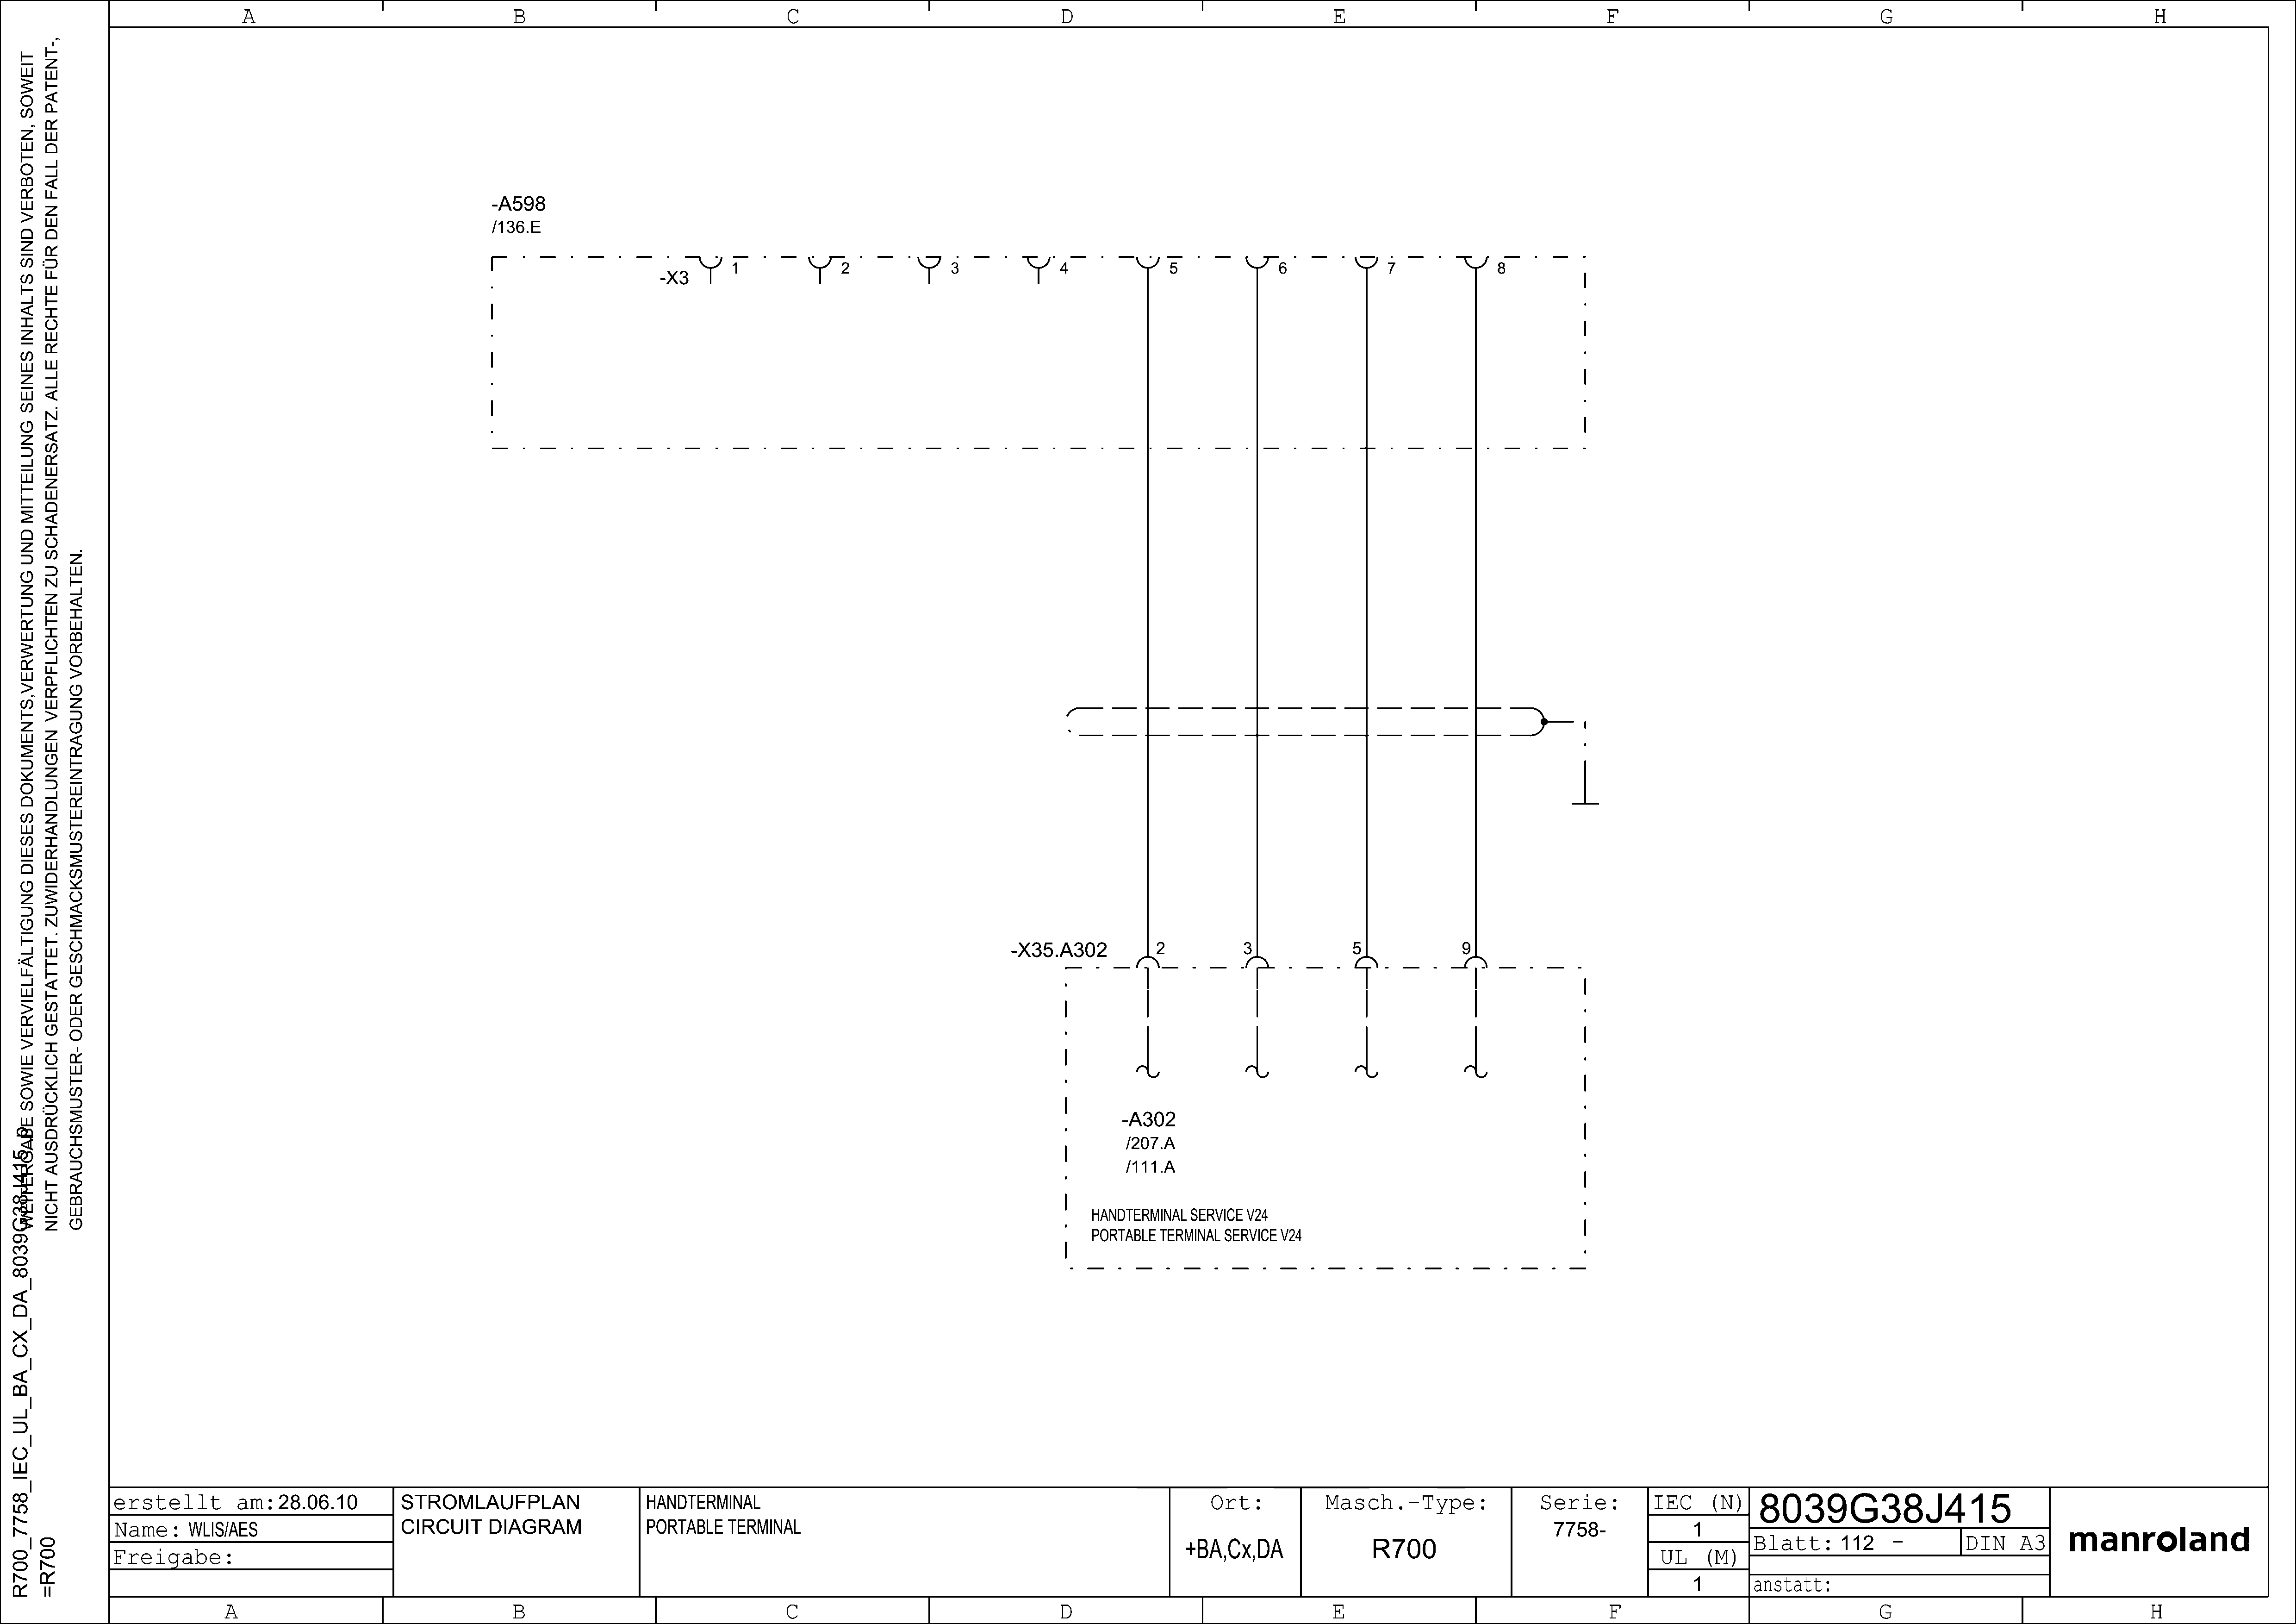 A B C D E F G H
WEITERGABE SOWIE VERVIELFÄLTIGUNG DIESES DOKUMENTS,VERWERTUNG UND MITTEILUNG SEINES INHALTS SIND VERBOTEN, SOWEIT
NICHT AUSDRÜCKLICH GESTATTET. ZUWIDERHANDLUNGEN VERPFLICHTEN ZU SCHADENERSATZ. ALLE RECHTE FÜR DEN FALL DER PATENT-,
GEBRAUCHSMUSTER- ODER GESCHMACKSMUSTEREINTRAGUNG VORBEHALTEN.
R700_7758_IEC_UL_BA_CX_DA_8039G38J415.p
=R700
-A598
/136.E
-X3 1 2 3 4 5 6 7 8
-X35.A302 2 3 5 9
-A302
/207.A
/111.A
HANDTERMINAL SERVICE V24
PORTABLE TERMINAL SERVICE V24
erstellt am: 28.06.10
Name: WLIS/AES
Freigabe:
STROMLAUFPLAN
CIRCUIT DIAGRAM
HANDTERMINAL
PORTABLE TERMINAL
Ort:
+BA,Cx,DA
Masch.-Type:
R700
Serie:
7758-
IEC (N)
1
UL (M)
1
8039G38J415
Blatt: 112 -
DIN A3
anstatt:
manroland
A B C D E F G H